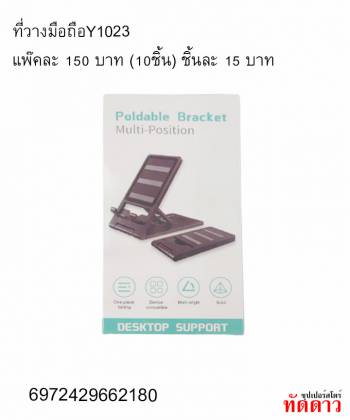 ที่วางมือถือY1023
แพ๊คละ 150 บาท (10ชิ้น) ชิ้นละ 15 บาท
Poldable Bracket
Multi-Position
DESKTOP SUPPORT
6972429662180
ซุปเปอร์สโตร์
ทัดดาว